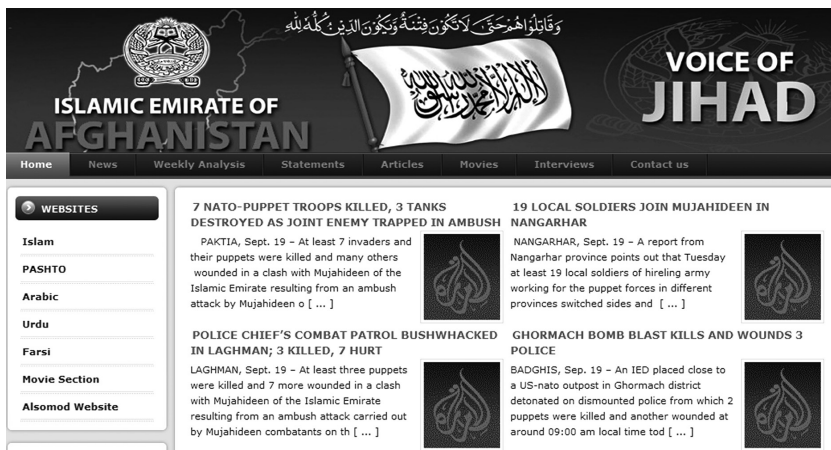 وَقَاتِلُوا هُمْ حَتَّىٰ لَا تَكُونَ فِتْنَةٌ وَيَكُونَ الدِّينُ كُلُّهُ لِلَّهِ
لا إله إلا الله محمد رسول الله
ISLAMIC EMIRATE OF
AFGHANISTAN
VOICE OF
JIHAD
Home News Weekly Analysis Statements Articles Movies Interviews Contact us
WEBSITES
Islam
PASHTO
Arabic
Urdu
Farsi
Movie Section
Alsomod Website
7 NATO-PUPPET TROOPS KILLED, 3 TANKS
DESTROYED AS JOINT ENEMY TRAPPED IN AMBUSH
PAKTIA, Sept. 19 – At least 7 invaders and
their puppets were killed and many others
wounded in a clash with Mujahideen of the
Islamic Emirate resulting from an ambush
attack by Mujahideen o [ ... ]
19 LOCAL SOLDIERS JOIN MUJAHIDEEN IN
NANGARHAR
NANGARHAR, Sept. 19 – A report from
Nangarhar province points out that Tuesday
at least 19 local soldiers of hireling army
working for the puppet forces in different
provinces switched sides and [ ... ]
POLICE CHIEF’S COMBAT PATROL BUSHWHACKED
IN LAGHMAN; 3 KILLED, 7 HURT
LAGHMAN, Sept. 19 – At least three puppets
were killed and 7 more wounded in a clash
with Mujahideen of the Islamic Emirate
resulting from an ambush attack carried out
by Mujahideen combatants on th [ ... ]
GHORMACH BOMB BLAST KILLS AND WOUNDS 3
POLICE
BADGHIS, Sept. 19 – An IED placed close to
a US-nato outpost in Ghormach district
detonated on dismounted police from which 2
puppets were killed and another wounded at
around 09:00 am local time tod [ ... ]